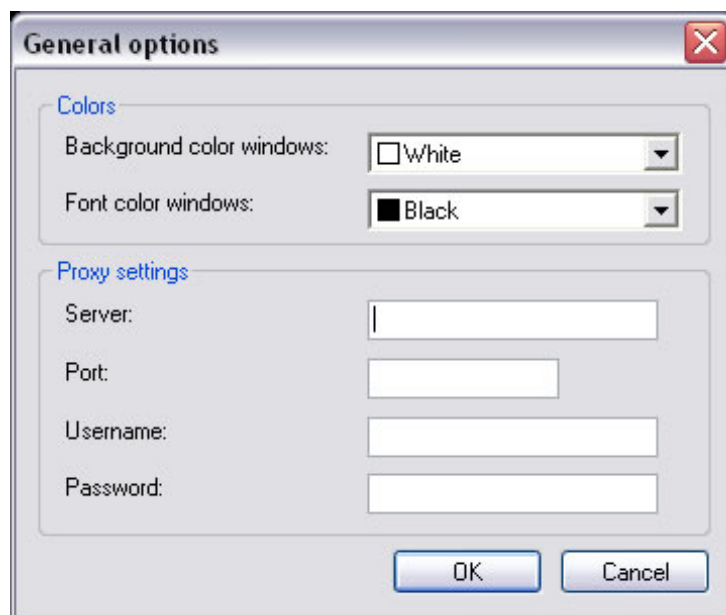 General options
Colors
Background color windows:
White
Font color windows:
Black
Proxy settings
Server:
Port:
Username:
Password:
OK
Cancel